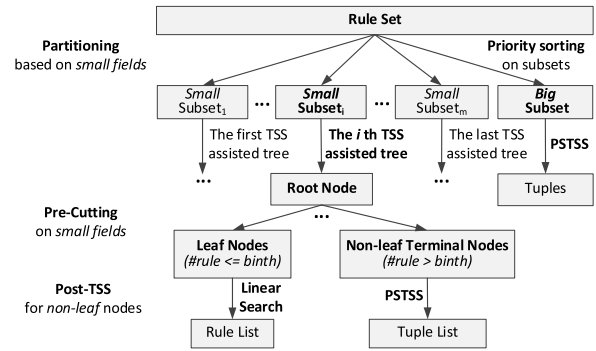 Rule Set
Partitioning
based on small fields
Priority sorting
on subsets
Small
Subset1
...
Small
Subseti
...
Small
Subsetm
Big
Subset
The first TSS
assisted tree
The i th TSS
assisted tree
The last TSS
assisted tree
PSTSS
...
Root Node
...
Tuples
Pre-Cutting
on small fields
...
Leaf Nodes
(#rule <= binth)
Non-leaf Terminal Nodes
(#rule > binth)
Post-TSS
for non-leaf nodes
Linear
Search
PSTSS
Rule List
Tuple List